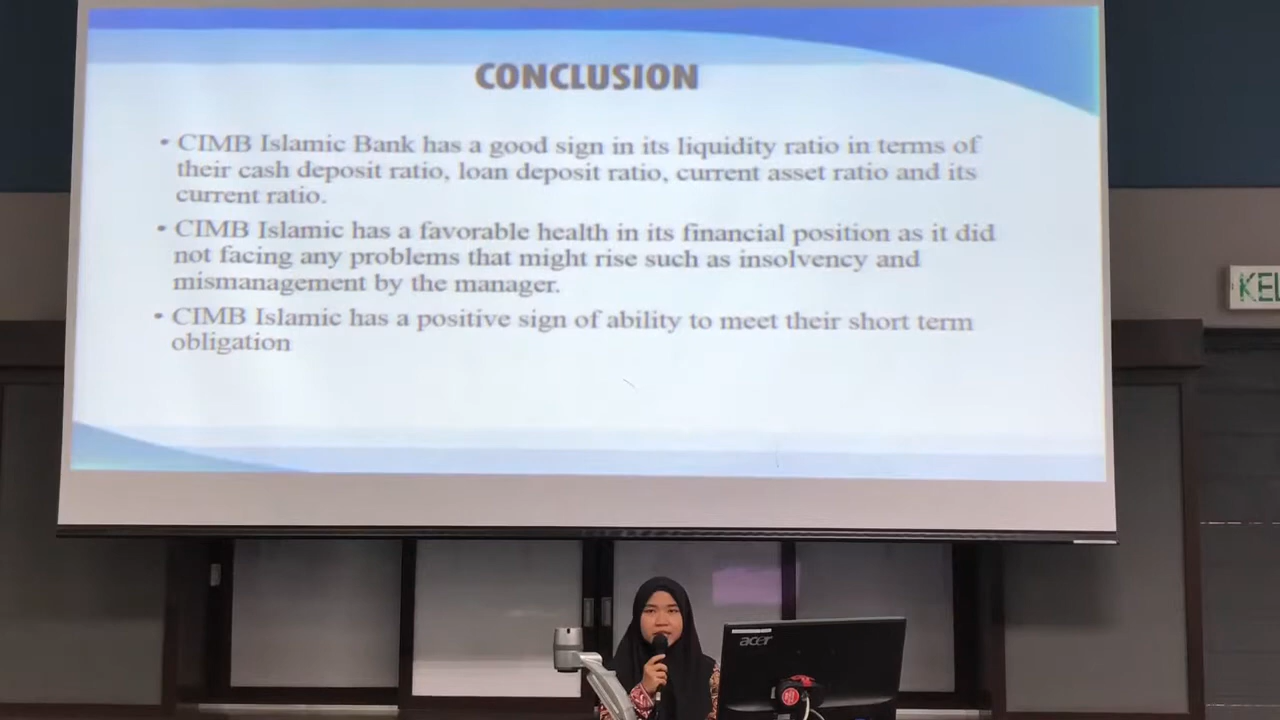 CONCLUSION
• CIMB Islamic Bank has a good sign in its liquidity ratio in terms of
their cash deposit ratio, loan deposit ratio, current asset ratio and its
current ratio.
• CIMB Islamic has a favorable health in its financial position as it did
not facing any problems that might rise such as insolvency and
mismanagement by the manager.
• CIMB Islamic has a positive sign of ability to meet their short term
obligation
KEL
acer